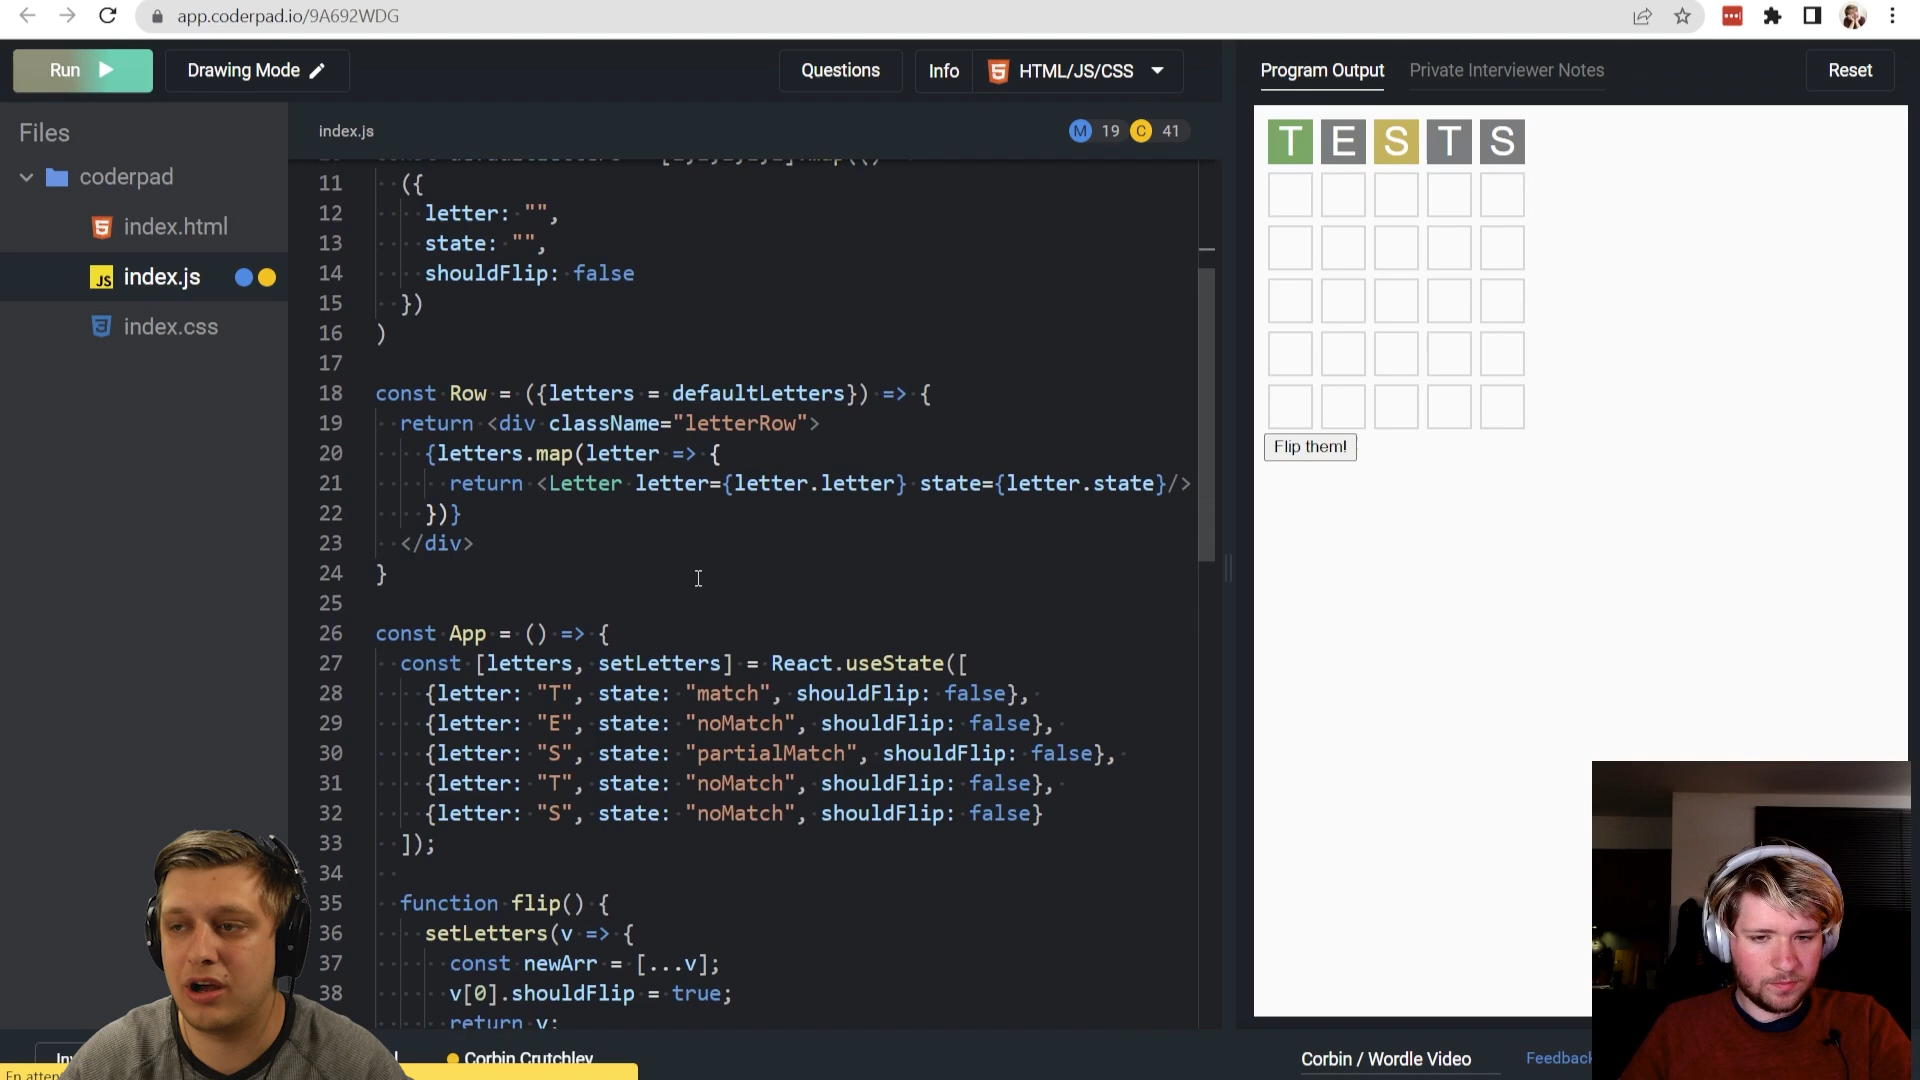 app.coderpad.io/9A692WDG
Run
Drawing Mode
Questions
Info
HTML/JS/CSS
Program Output
Private Interviewer Notes
Reset
Files
coderpad
index.html
JS index.js
index.css
index.js
M 19 C 41
11 ({
12 letter: "",
13 state: "",
14 shouldFlip: false
15 })
16 )
17
18 const Row = ({letters = defaultLetters}) => {
19 return <div className="letterRow">
20 {letters.map(letter => {
21 return <Letter letter={letter.letter} state={letter.state}/>
22 })}
23 </div>
24 }
25
26 const App = () => {
27 const [letters, setLetters] = React.useState([
28 {letter: "T", state: "match", shouldFlip: false},
29 {letter: "E", state: "noMatch", shouldFlip: false},
30 {letter: "S", state: "partialMatch", shouldFlip: false},
31 {letter: "T", state: "noMatch", shouldFlip: false},
32 {letter: "S", state: "noMatch", shouldFlip: false}
33 ]);
34
35 function flip() {
36 setLetters(v => {
37 const newArr = [...v];
38 v[0].shouldFlip = true;
return v;
T E S T S
Flip them!
Corbin Crutchley
Corbin / Wordle Video
Feedback